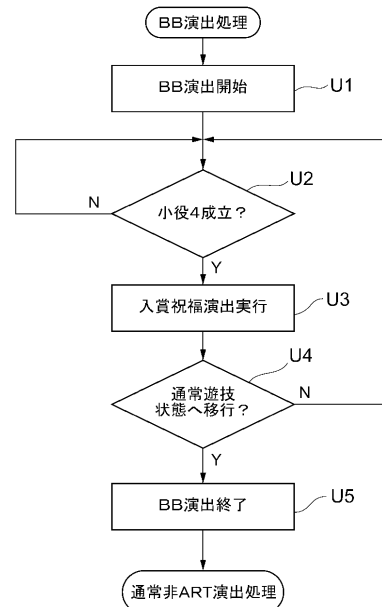 BB演出処理
BB演出開始
U1
U2
N
小役4成立？
Y
入賞祝福演出実行
U3
U4
通常遊技
状態へ移行？
N
Y
BB演出終了
U5
通常非ART演出処理